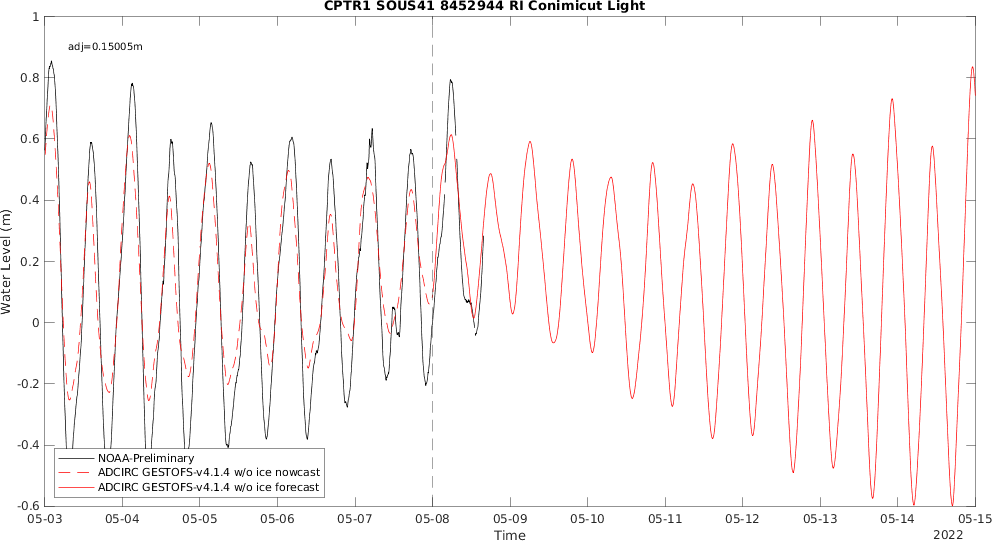 CPTR1 SOUS41 8452944 RI Conimicut Light
adj=0.15005m
Water Level (m)
1
0.8
0.6
0.4
0.2
0
-0.2
-0.4
-0.6
NOAA-Preliminary
ADCIRC GESTOFS-v4.1.4 w/o ice nowcast
ADCIRC GESTOFS-v4.1.4 w/o ice forecast
05-03 05-04 05-05 05-06 05-07 05-08 05-09 05-10 05-11 05-12 05-13 05-14 05-15
Time
2022